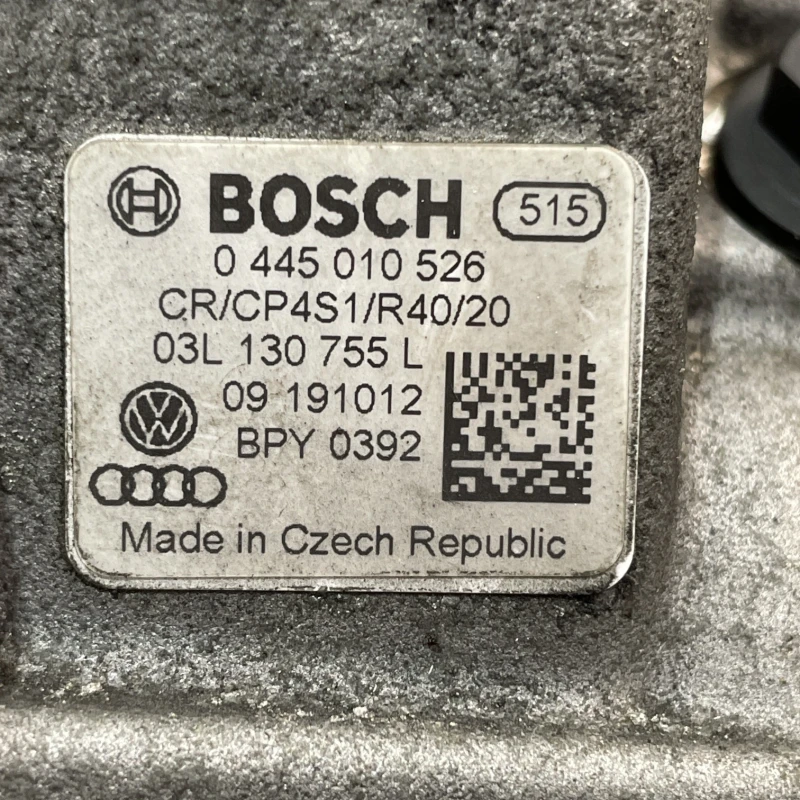 BOSCH 515
0 445 010 526
CR/CP4S1/R40/20
03L 130 755 L
09 191012
BPY 0392
Made in Czech Republic